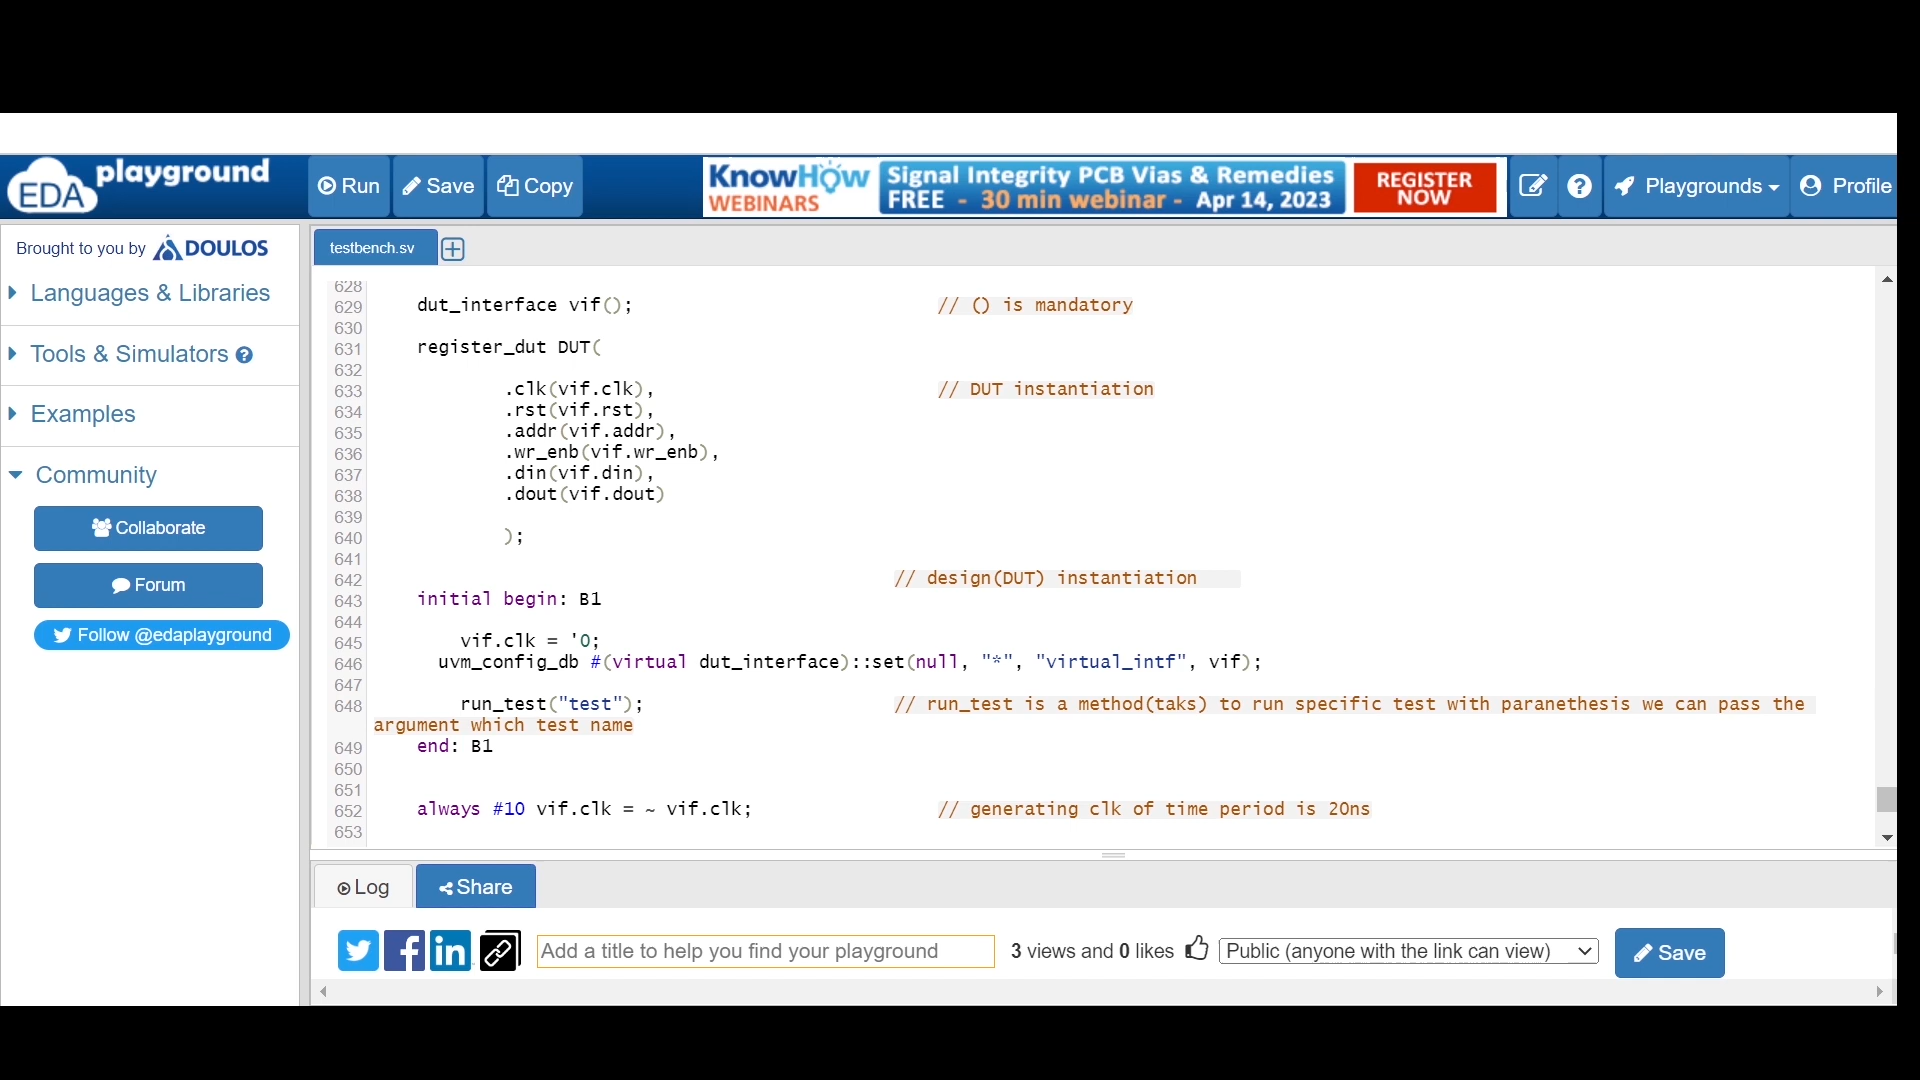 EDA playground
Run Save Copy
KnowHow
WEBINARS
Signal Integrity PCB Vias & Remedies
FREE - 30 min webinar - Apr 14, 2023
REGISTER
NOW
Playgrounds
Profile
Brought to you by DOULOS
Languages & Libraries
Tools & Simulators
Examples
Community
Collaborate
Forum
Follow @edaplayground
testbench.sv
628
629 dut_interface vif(); // () is mandatory
630
631 register_dut DUT(
632
633 .clk(vif.clk), // DUT instantiation
634 .rst(vif.rst),
635 .addr(vif.addr),
636 .wr_enb(vif.wr_enb),
637 .din(vif.din),
638 .dout(vif.dout)
639
640 );
641
642 // design(DUT) instantiation
643 initial begin: B1
644
645 vif.clk = '0;
646 uvm_config_db #(virtual dut_interface)::set(null, "*", "virtual_intf", vif);
647
648 run_test("test"); // run_test is a method(taks) to run specific test with paranethesis we can pass the
argument which test name
649 end: B1
650
651
652 always #10 vif.clk = ~ vif.clk; // generating clk of time period is 20ns
653
Log Share
Add a title to help you find your playground
3 views and 0 likes
Public (anyone with the link can view)
Save